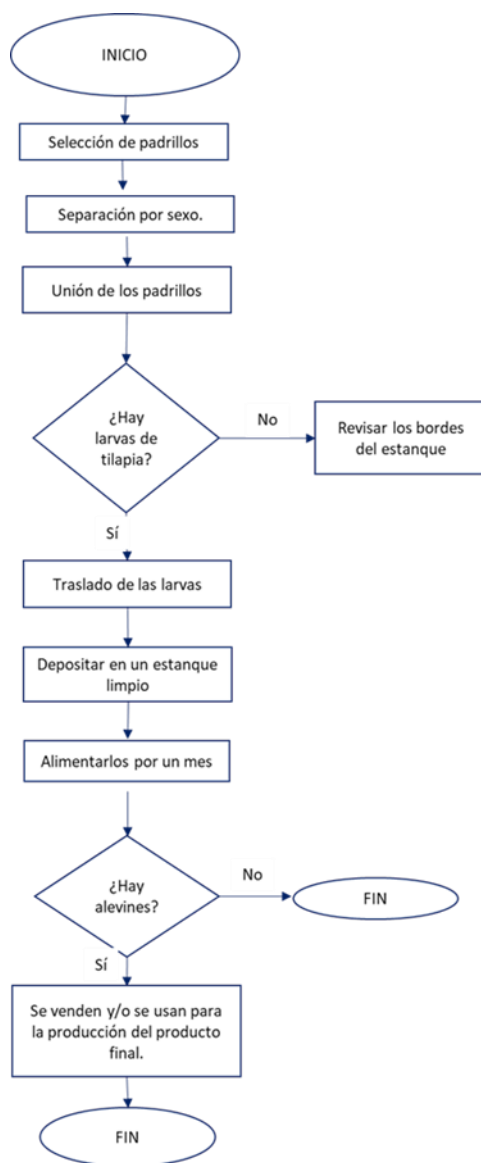 INICIO
Selección de padrillos
Separación por sexo.
Unión de los padrillos
¿Hay
larvas de
tilapia?
No
Revisar los bordes
del estanque
Sí
Traslado de las larvas
Depositar en un estanque
limpio
Alimentarlos por un mes
¿Hay
alevines?
No
FIN
Sí
Se venden y/o se usan para
la producción del producto
final.
FIN